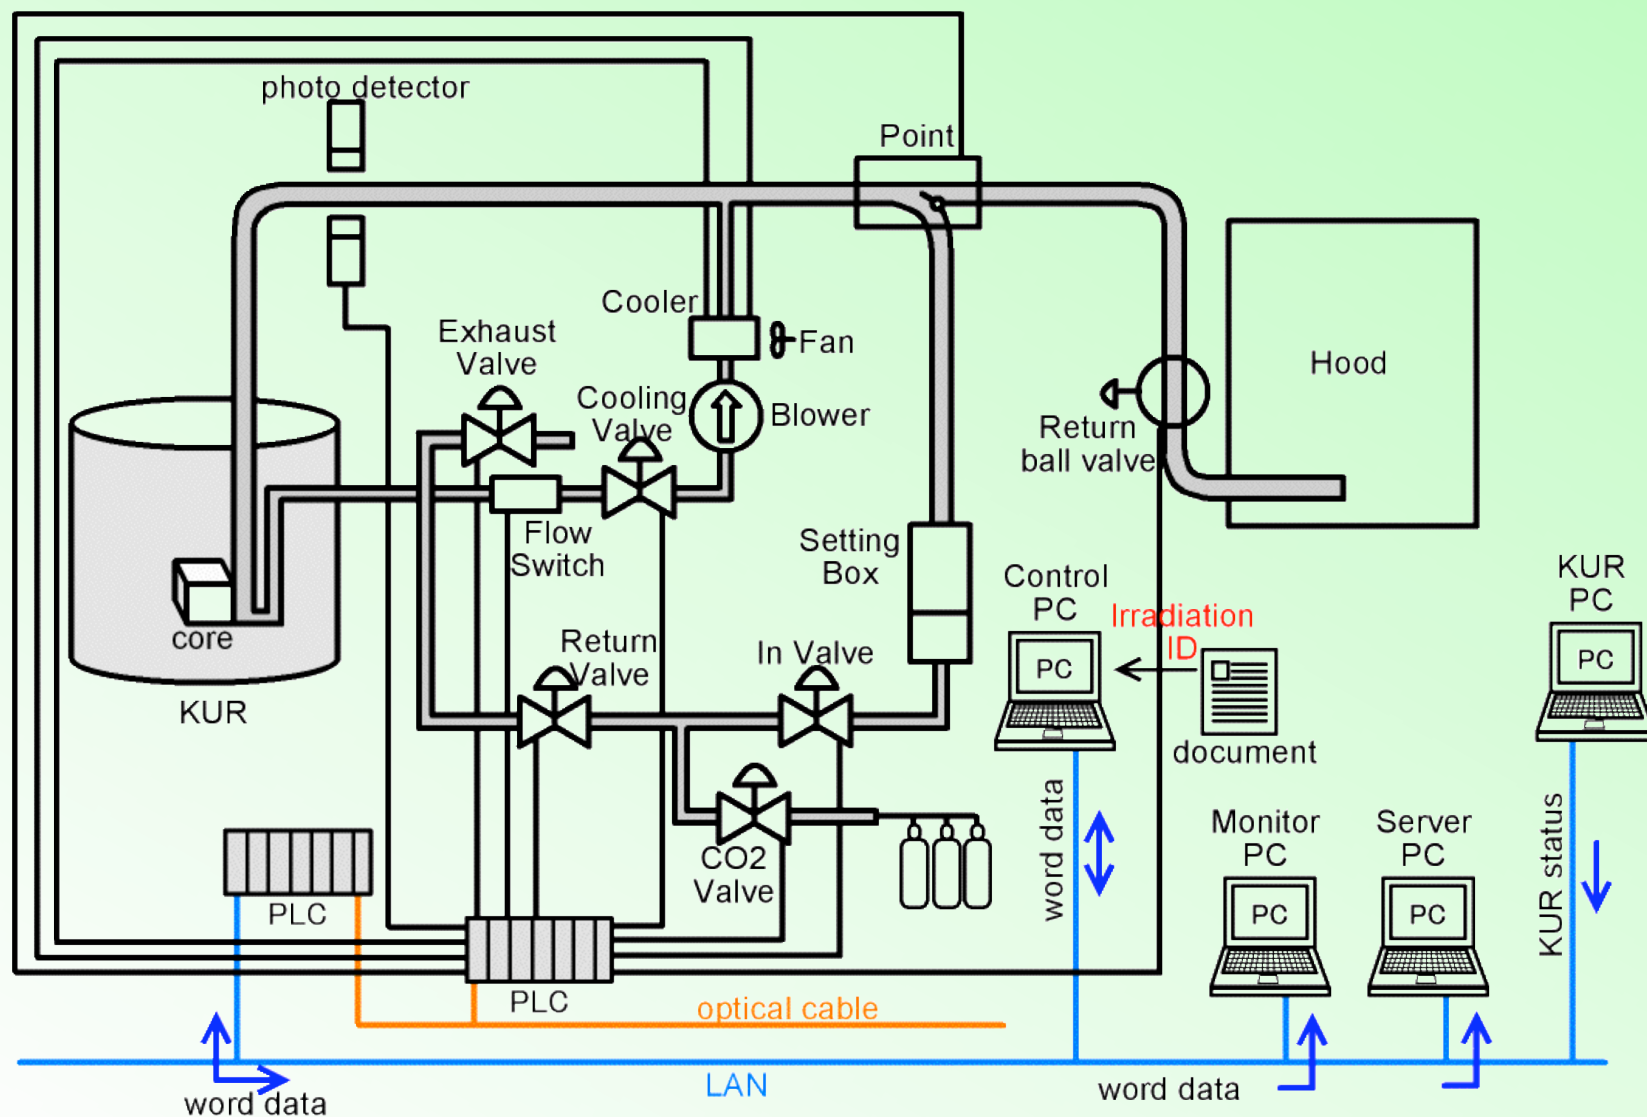 photo detector
Point
Cooler
Fan
Exhaust
Valve
Cooling
Valve
Blower
Hood
Return
ball valve
Flow
Switch
Setting
Box
Control
PC
KUR
PC
Irradiation
ID
core
Return
Valve
In Valve
PC
PC
KUR
document
CO2
Valve
word data
Monitor
PC
Server
PC
KUR status
PLC
PC
PC
PLC
optical cable
LAN
word data
word data